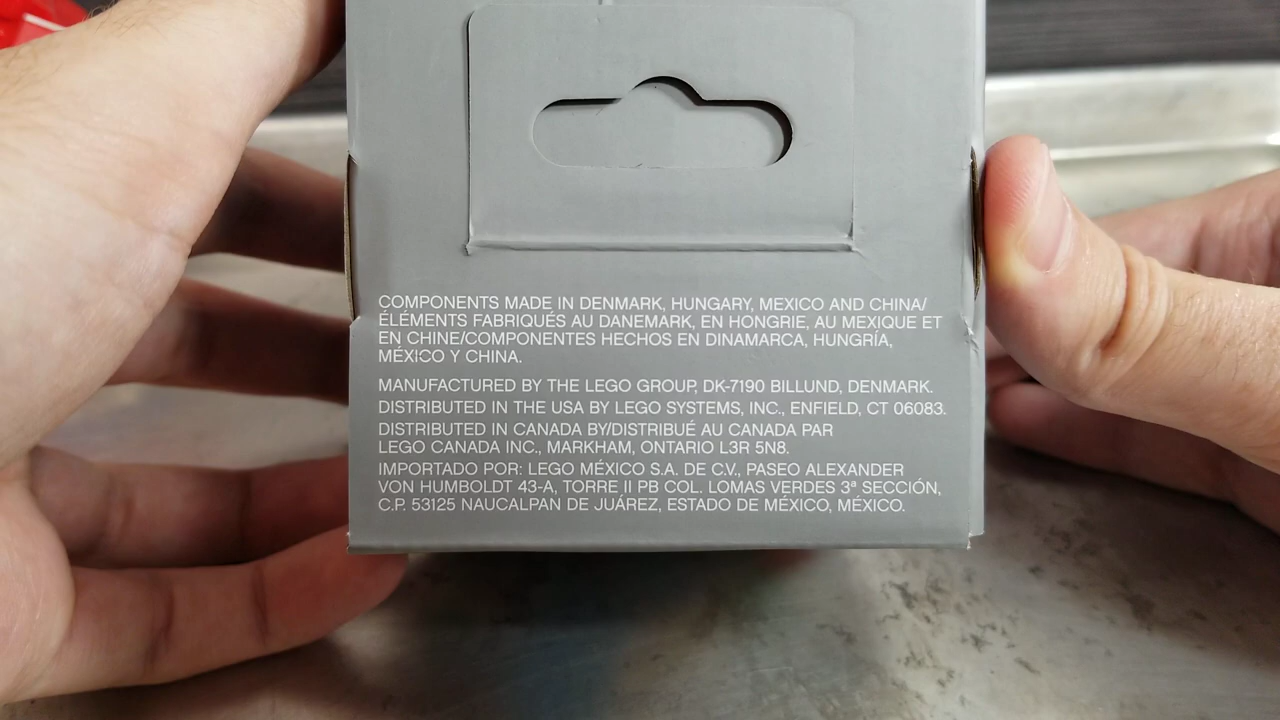 COMPONENTS MADE IN DENMARK, HUNGARY, MEXICO AND CHINA/
ÉLÉMENTS FABRIQUÉS AU DANEMARK, EN HONGRIE, AU MEXIQUE ET
EN CHINE/COMPONENTES HECHOS EN DINAMARCA, HUNGRÍA,
MÉXICO Y CHINA.
MANUFACTURED BY THE LEGO GROUP, DK-7190 BILLUND, DENMARK.
DISTRIBUTED IN THE USA BY LEGO SYSTEMS, INC., ENFIELD, CT 06083.
DISTRIBUTED IN CANADA BY/DISTRIBUÉ AU CANADA PAR
LEGO CANADA INC., MARKHAM, ONTARIO L3R 5N8.
IMPORTADO POR: LEGO MÉXICO S.A. DE C.V., PASEO ALEXANDER
VON HUMBOLDT 43-A, TORRE II PB COL. LOMAS VERDES 3ª SECCIÓN,
C.P. 53125 NAUCALPAN DE JUÁREZ, ESTADO DE MÉXICO, MÉXICO.